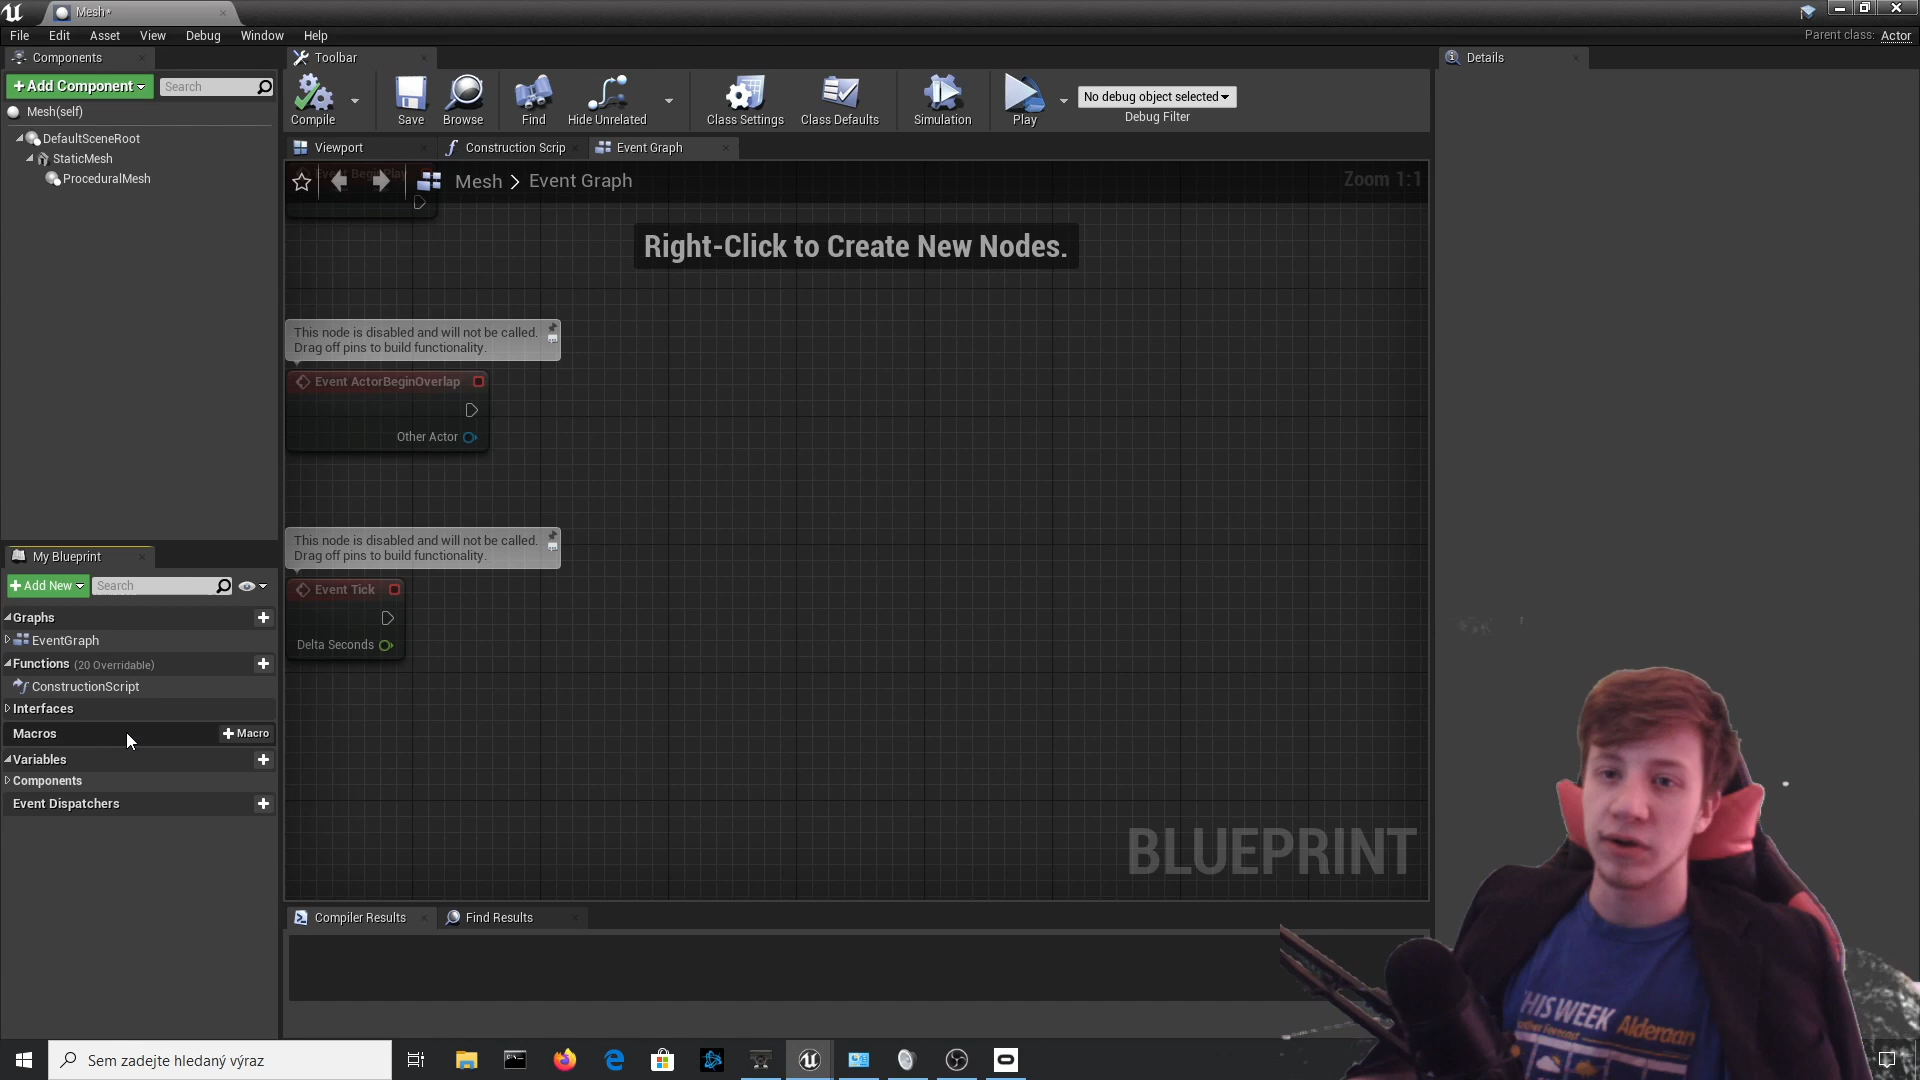 Mesh*
File Edit Asset View Debug Window Help
Parent class: Actor
Components
Toolbar
Details
+Add Component
Search
Compile
Save
Browse
Find
Hide Unrelated
Class Settings
Class Defaults
Simulation
Play
No debug object selected
Debug Filter
Mesh(self)
DefaultSceneRoot
StaticMesh
ProceduralMesh
Viewport
Construction Scrip
Event Graph
Event BeginPlay
Mesh > Event Graph
Zoom 1:1
Right-Click to Create New Nodes.
This node is disabled and will not be called.
Drag off pins to build functionality.
Event ActorBeginOverlap
Other Actor
This node is disabled and will not be called.
Drag off pins to build functionality.
Event Tick
Delta Seconds
BLUEPRINT
My Blueprint
+Add New
Search
Graphs
EventGraph
Functions (20 Overridable)
ConstructionScript
Interfaces
Macros
+Macro
Variables
Components
Event Dispatchers
Compiler Results
Find Results
THIS WEEK Alderaan
Sem zadejte hledaný výraz